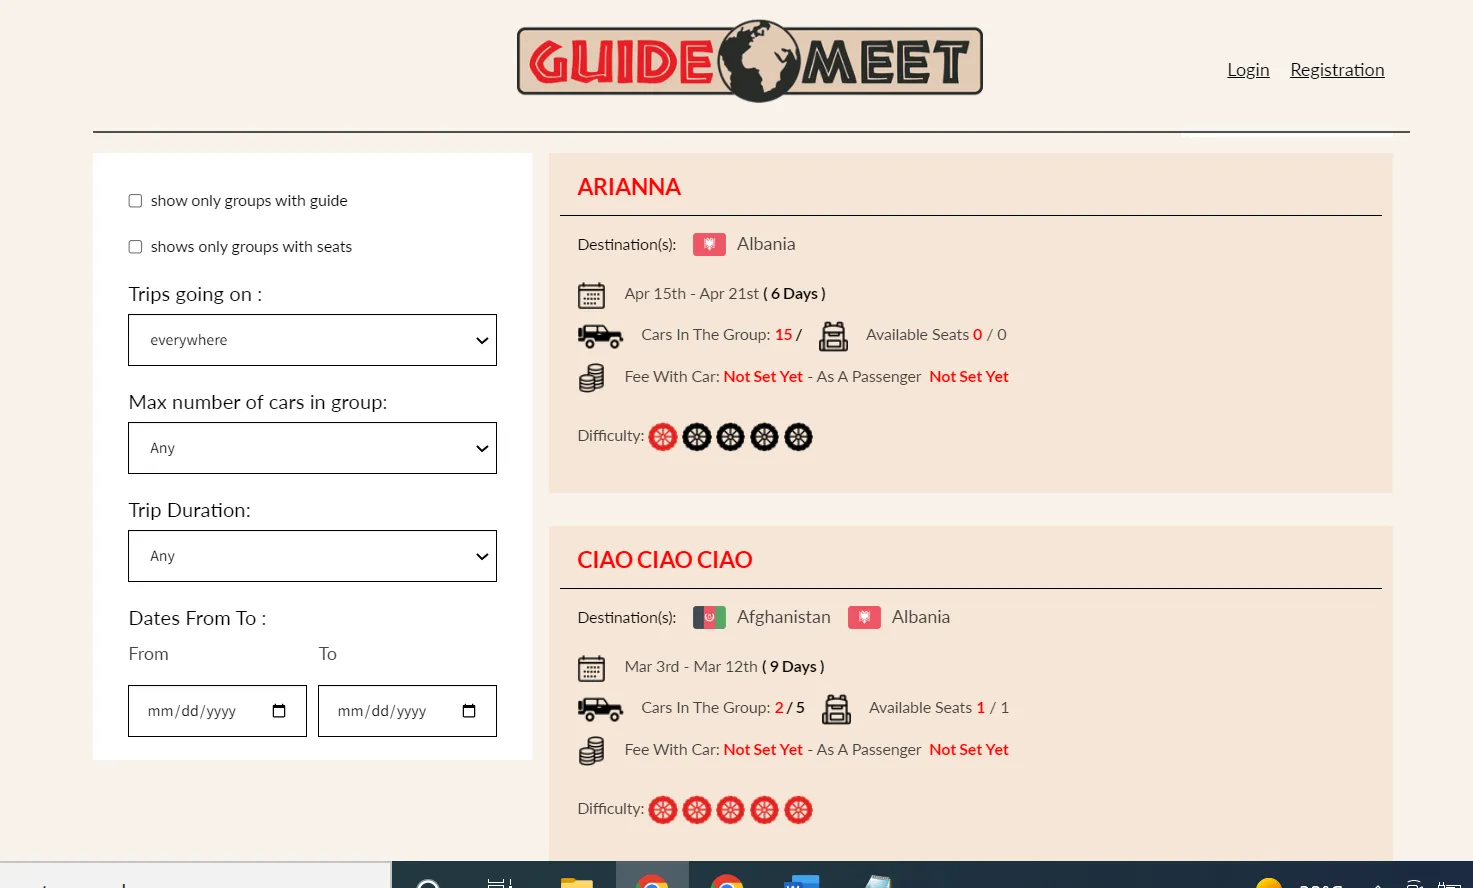 GUIDE MEET
Login Registration
show only groups with guide
shows only groups with seats
Trips going on :
everywhere
Max number of cars in group:
Any
Trip Duration:
Any
Dates From To :
From To
mm/dd/yyyy mm/dd/yyyy
ARIANNA
Destination(s): Albania
Apr 15th - Apr 21st ( 6 Days )
Cars In The Group: 15 / Available Seats 0 / 0
Fee With Car: Not Set Yet - As A Passenger Not Set Yet
Difficulty:
CIAO CIAO CIAO
Destination(s): Afghanistan Albania
Mar 3rd - Mar 12th ( 9 Days )
Cars In The Group: 2 / 5 Available Seats 1 / 1
Fee With Car: Not Set Yet - As A Passenger Not Set Yet
Difficulty: